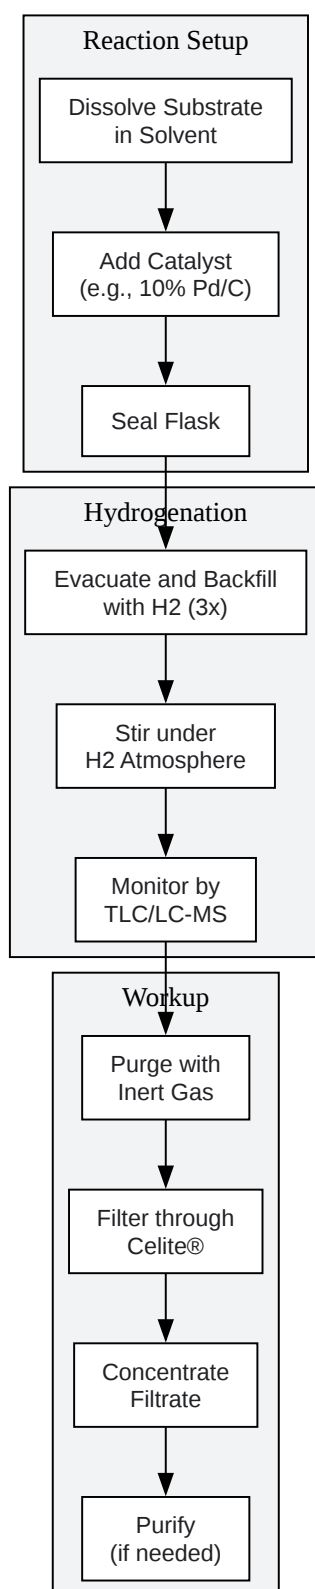 Reaction Setup
Dissolve Substrate
in Solvent
Add Catalyst
(e.g., 10% Pd/C)
Seal Flask
Hydrogenation
Evacuate and Backfill
with H2 (3x)
Stir under
H2 Atmosphere
Monitor by
TLC/LC-MS
Workup
Purge with
Inert Gas
Filter through
Celite®
Concentrate
Filtrate
Purify
(if needed)